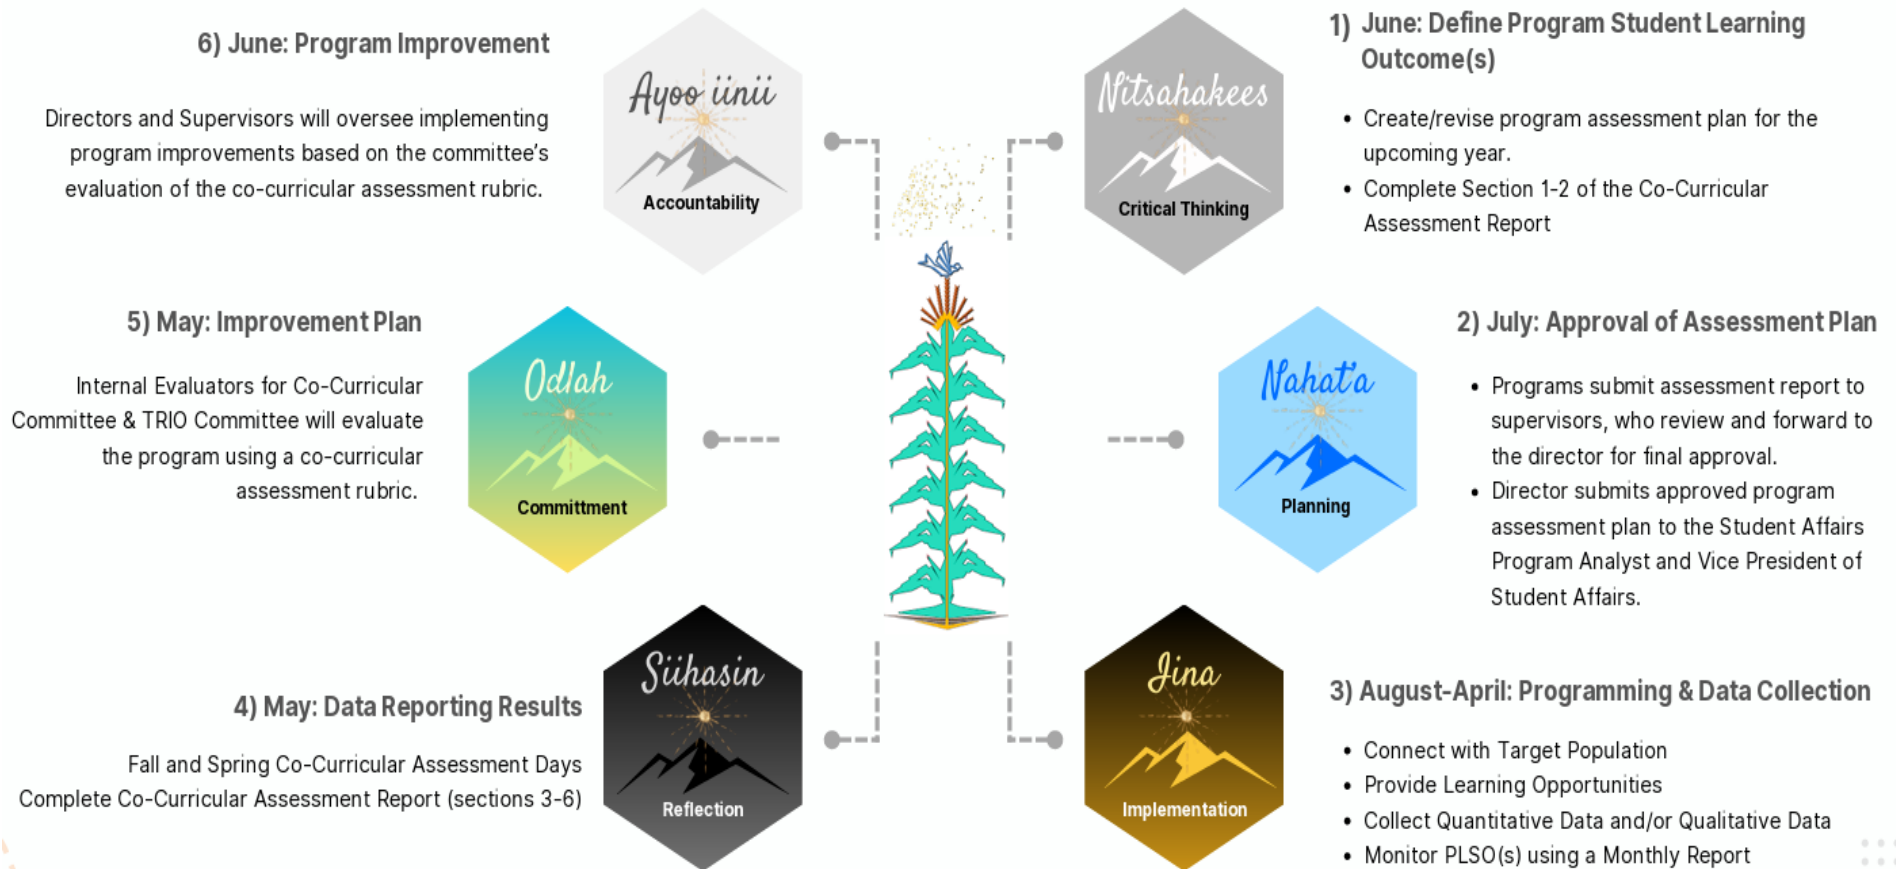 1) June: Define Program Student Learning
Outcome(s)
• Create/revise program assessment plan for the
upcoming year.
• Complete Section 1-2 of the Co-Curricular
Assessment Report
Nitsahakees
Critical Thinking
2) July: Approval of Assessment Plan
• Programs submit assessment report to
supervisors, who review and forward to
the director for final approval.
• Director submits approved program
assessment plan to the Student Affairs
Program Analyst and Vice President of
Student Affairs.
Nahat'a
Planning
3) August-April: Programming & Data Collection
• Connect with Target Population
• Provide Learning Opportunities
• Collect Quantitative Data and/or Qualitative Data
• Monitor PLSO(s) using a Monthly Report
Jina
Implementation
4) May: Data Reporting Results
Fall and Spring Co-Curricular Assessment Days
Complete Co-Curricular Assessment Report (sections 3-6)
Siihasin
Reflection
5) May: Improvement Plan
Internal Evaluators for Co-Curricular
Committee & TRIO Committee will evaluate
the program using a co-curricular
assessment rubric.
Odlah
Committment
6) June: Program Improvement
Directors and Supervisors will oversee implementing
program improvements based on the committee's
evaluation of the co-curricular assessment rubric.
Ayoo iinii
Accountability